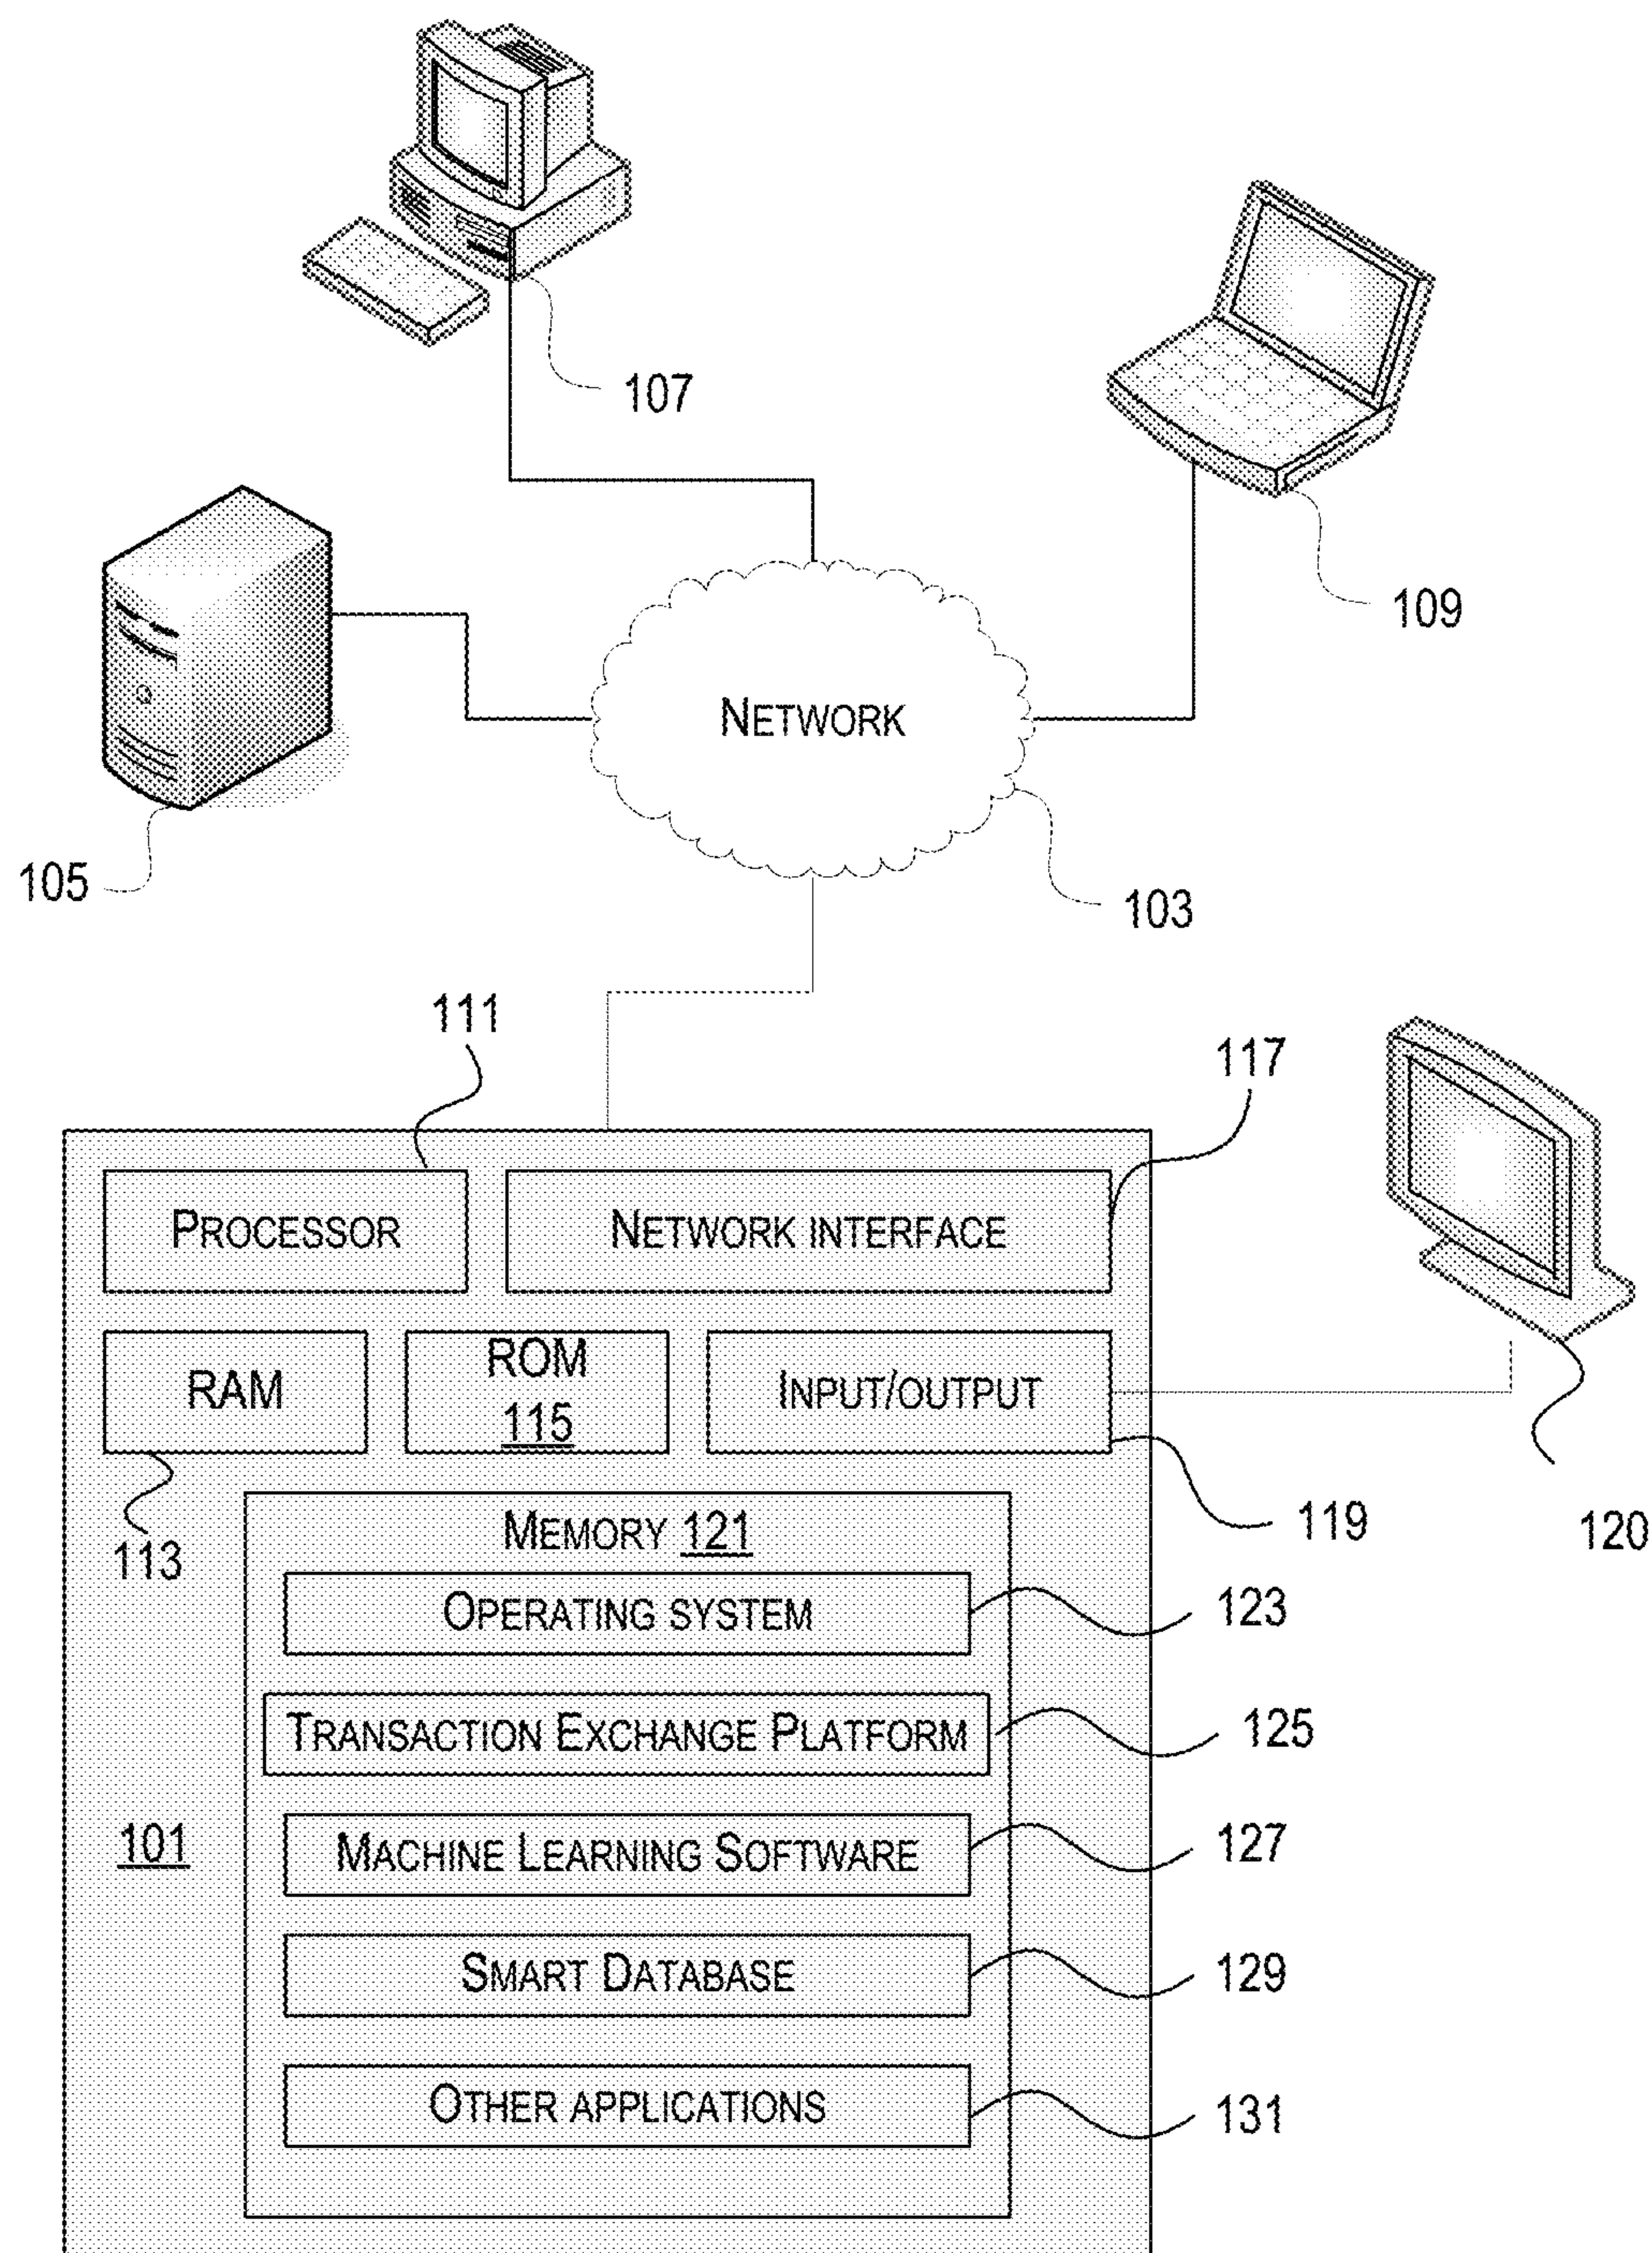 107
109
NETWORK
105
103
111
117
PROCESSOR
NETWORK INTERFACE
RAM
ROM
115
INPUT/OUTPUT
113
119
120
MEMORY 121
OPERATING SYSTEM
123
TRANSACTION EXCHANGE PLATFORM
125
101
MACHINE LEARNING SOFTWARE
127
SMART DATABASE
129
OTHER APPLICATIONS
131